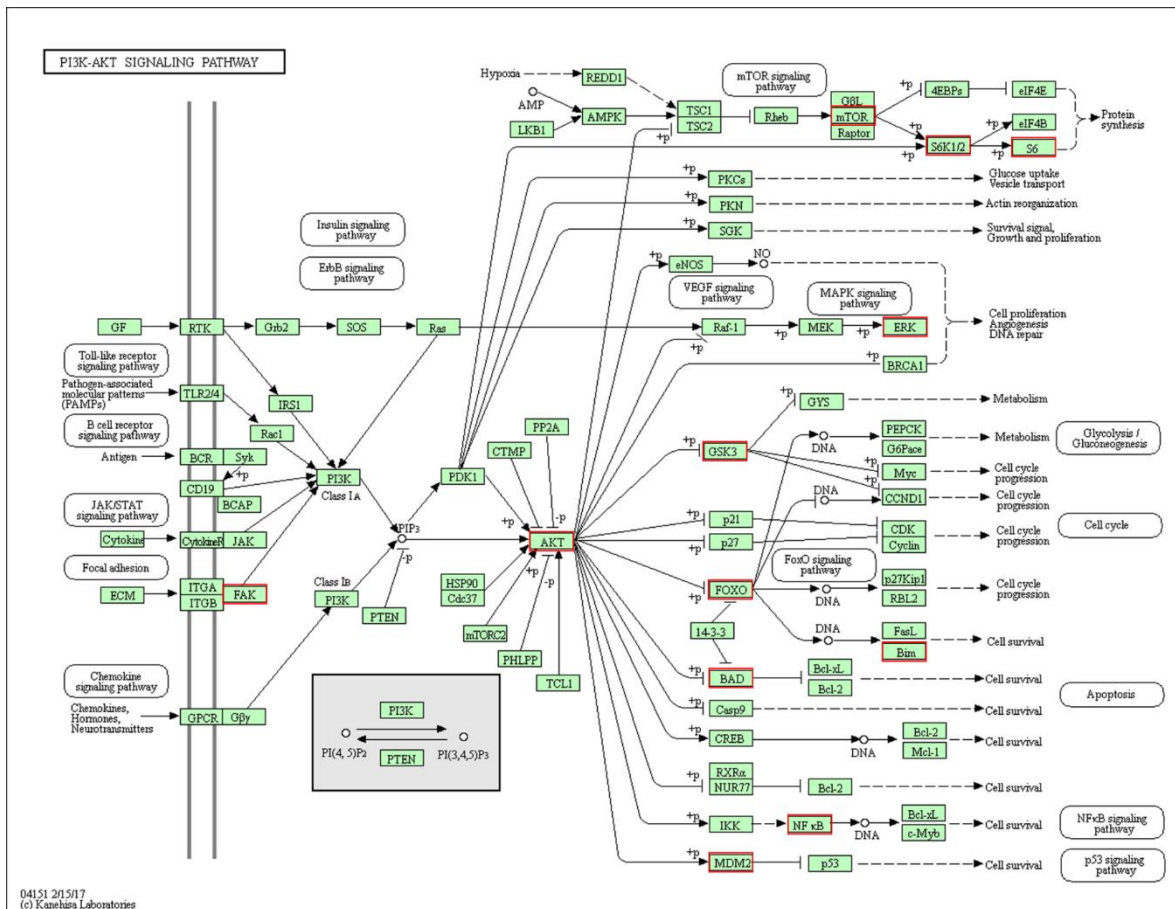 PI3K-AKT SIGNALING PATHWAY
Hypoxia
REDD1
mTOR signaling
pathway
AMP
LKB1
AMPK
TSC1
TSC2
Rheb
GβL
mTOR
Raptor
+p
4EBPs
eIF4E
+p
+p
S6K1/2
+p
eIF4B
+p
S6
Protein
synthesis
+p
PKCs
Glucose uptake
Vesicle transport
+p
PKN
Actin reorganization
+p
SGK
Survival signal,
Growth and proliferation
Insulin signaling
pathway
ErbB signaling
pathway
+p
+p
eNOS
NO
VEGF signaling
pathway
MAPK signaling
pathway
GF
RTK
Grb2
SOS
Ras
Raf-1
+p
+p
MEK
+p
ERK
Cell proliferation
Angiogenesis
DNA repair
+p
BRCA1
Toll-like receptor
signaling pathway
Pathogen-associated
molecular patterns
(PAMPs)
TLR2/4
IRS1
Rac1
B cell receptor
signaling pathway
Antigen
BCR
Syk
+p
CD19
BCAP
PI3K
Class IA
PDK1
CTMP
PP2A
+p
GSK3
+p
GYS
Metabolism
DNA
PEPCK
G6Pace
Metabolism
Glycolysis /
Gluconeogenesis
Myc
Cell cycle
progression
DNA
CCND1
Cell cycle
progression
JAK/STAT
signaling pathway
Cytokine
CytokineR
JAK
PIP3
+p
-p
AKT
-p
+p
-p
+p
p21
+p
p27
CDK
Cyclin
Cell cycle
progression
Cell cycle
FoxO signaling
pathway
Focal adhesion
ECM
ITGA
ITGB
FAK
Class IB
PI3K
PTEN
HSP90
Cdc37
mTORC2
PHLPP
TCL1
+p
FOXO
DNA
p27Kip1
RBL2
Cell cycle
progression
14-3-3
DNA
FasL
Bim
Cell survival
+p
BAD
Bcl-xL
Bcl-2
Cell survival
Apoptosis
+p
Casp9
Cell survival
Chemokine
signaling pathway
Chemokines,
Hormones,
Neurotransmitters
GPCR
Gβγ
PI3K
PI(4, 5)P2
PI(3,4,5)P3
PTEN
+p
CREB
DNA
Bcl-2
Mcl-1
Cell survival
+p
RXRα
NUR77
Bcl-2
Cell survival
+p
IKK
NFκB
DNA
Bcl-xL
c-Myb
Cell survival
NFκB signaling
pathway
+p
MDM2
p53
Cell survival
p53 signaling
pathway
04151 2/15/17
(c) Kanehisa Laboratories